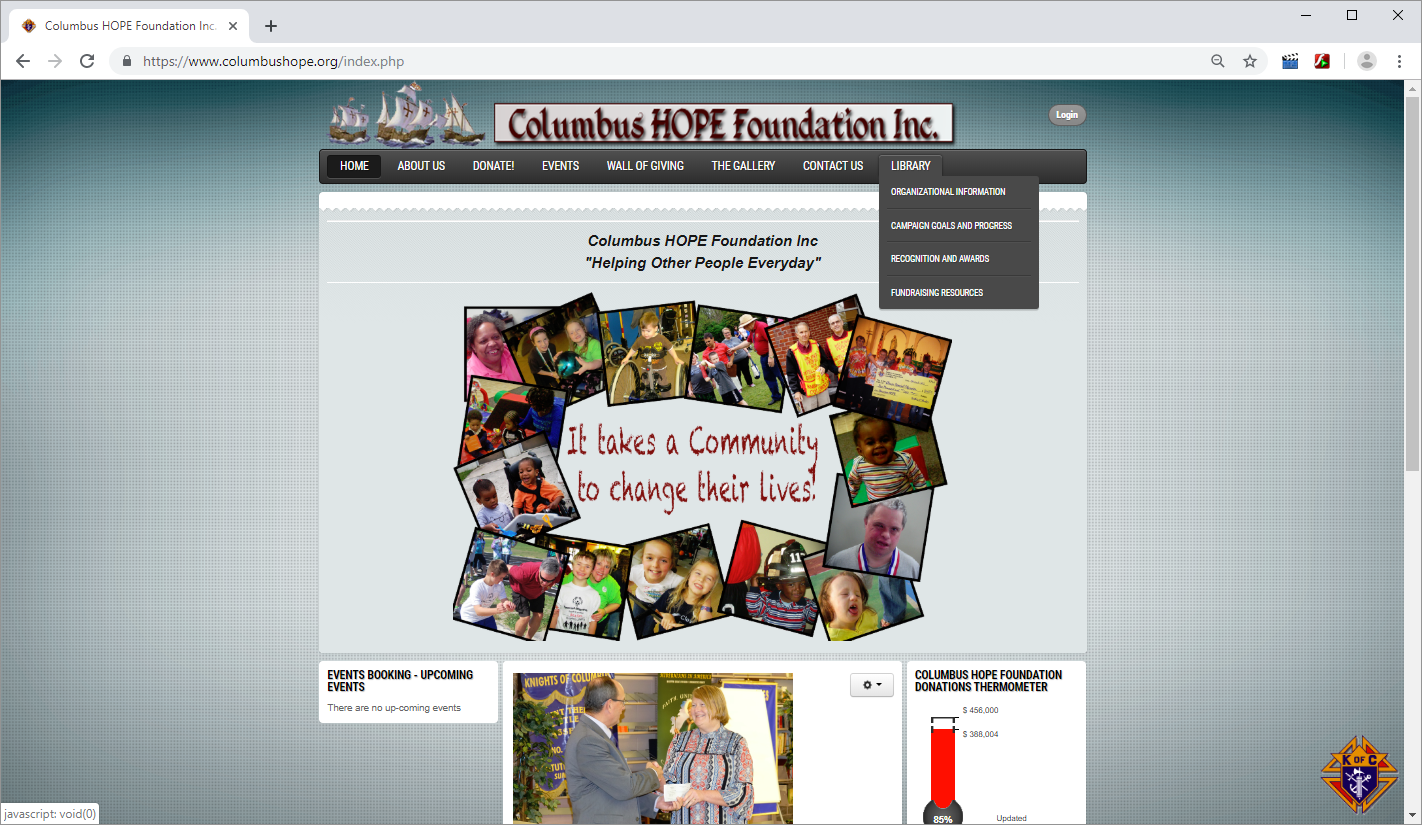 Columbus HOPE Foundation Inc.
https://www.columbushope.org/index.php
Columbus HOPE Foundation Inc.
Login
HOME
ABOUT US
DONATE!
EVENTS
WALL OF GIVING
THE GALLERY
CONTACT US
LIBRARY
ORGANIZATIONAL INFORMATION
CAMPAIGN GOALS AND PROGRESS
RECOGNITION AND AWARDS
FUNDRAISING RESOURCES
Columbus HOPE Foundation Inc
"Helping Other People Everyday"
It takes a Community
to change their lives!
EVENTS BOOKING - UPCOMING
EVENTS
There are no up-coming events
KNIGHTS OF COLUMBUS
COLUMBUS HOPE FOUNDATION
DONATIONS THERMOMETER
$ 456,000
$ 388,004
85%
Updated
K OF C
javascript: void(0)